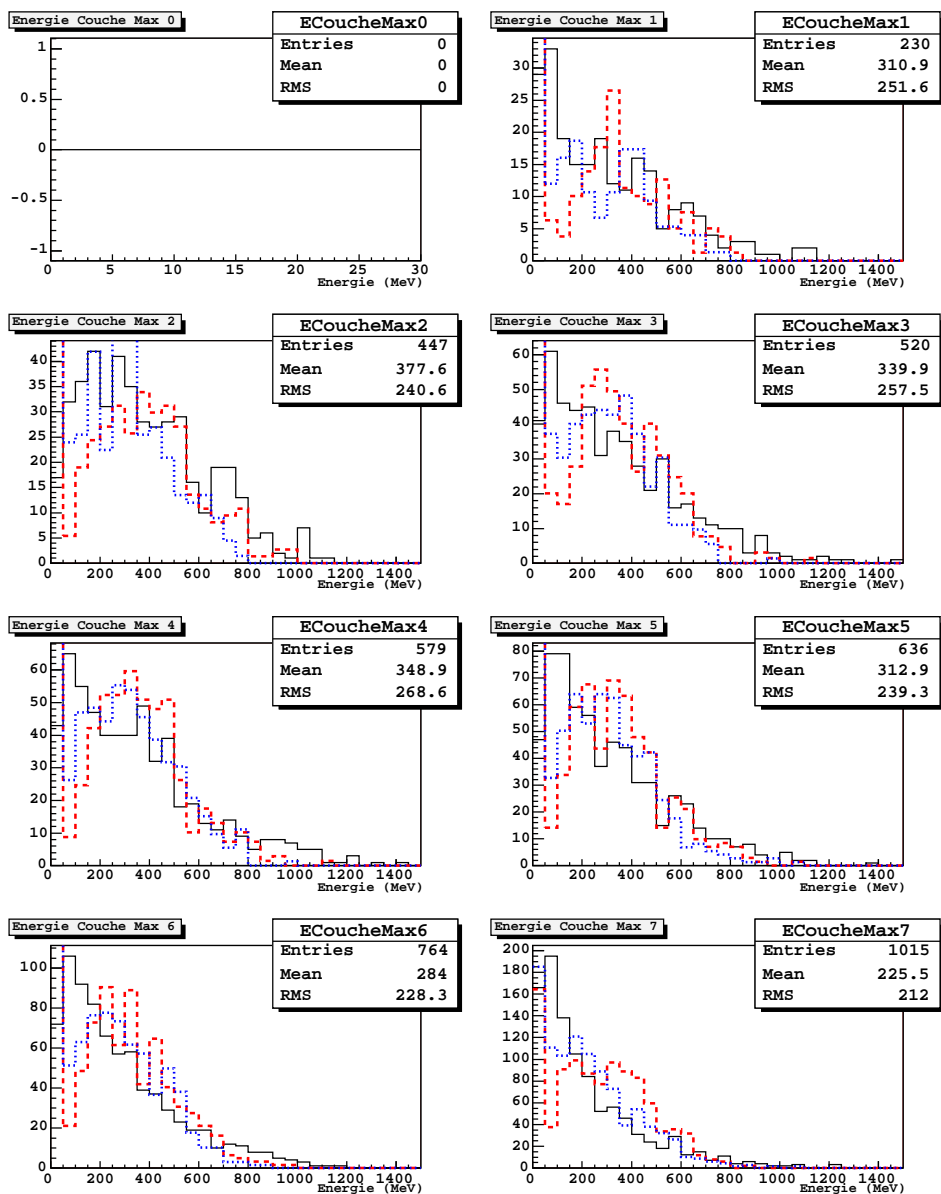 Energie Couche Max 0
ECoucheMax0
Entries 0
Mean 0
RMS 0
1
0.5
0
-0.5
-1
0 5 10 15 20 25 30
Energie (MeV)
Energie Couche Max 1
ECoucheMax1
Entries 230
Mean 310.9
RMS 251.6
30
25
20
15
10
5
0
0 200 400 600 800 1000 1200 1400
Energie (MeV)
Energie Couche Max 2
ECoucheMax2
Entries 447
Mean 377.6
RMS 240.6
40
35
30
25
20
15
10
5
0
200 400 600 800 1000 1200 1400
Energie (MeV)
Energie Couche Max 3
ECoucheMax3
Entries 520
Mean 339.9
RMS 257.5
60
50
40
30
20
10
0
0 200 400 600 800 1000 1200 1400
Energie (MeV)
Energie Couche Max 4
ECoucheMax4
Entries 579
Mean 348.9
RMS 268.6
60
50
40
30
20
10
0
0 200 400 600 800 1000 1200 1400
Energie (MeV)
Energie Couche Max 5
ECoucheMax5
Entries 636
Mean 312.9
RMS 239.3
80
70
60
50
40
30
20
10
0
0 200 400 600 800 1000 1200 1400
Energie (MeV)
Energie Couche Max 6
ECoucheMax6
Entries 764
Mean 284
RMS 228.3
100
80
60
40
20
0
0 200 400 600 800 1000 1200 1400
Energie (MeV)
Energie Couche Max 7
ECoucheMax7
Entries 1015
Mean 225.5
RMS 212
200
180
160
140
120
100
80
60
40
20
0
0 200 400 600 800 1000 1200 1400
Energie (MeV)